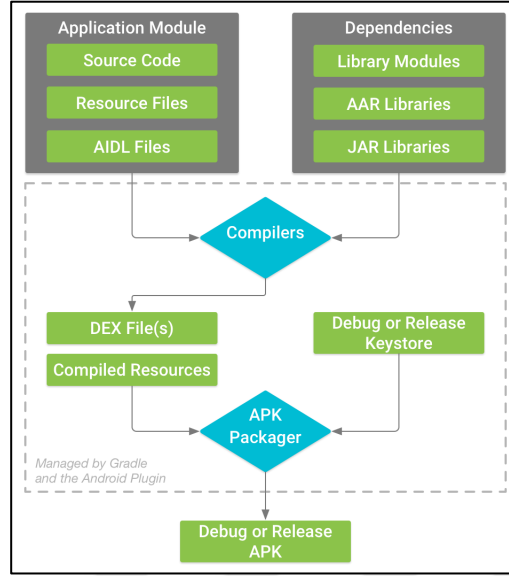 Application Module
Source Code
Resource Files
AIDL Files
Dependencies
Library Modules
AAR Libraries
JAR Libraries
Compilers
DEX File(s)
Compiled Resources
Debug or Release
Keystore
APK
Packager
Managed by Gradle
and the Android Plugin
Debug or Release
APK